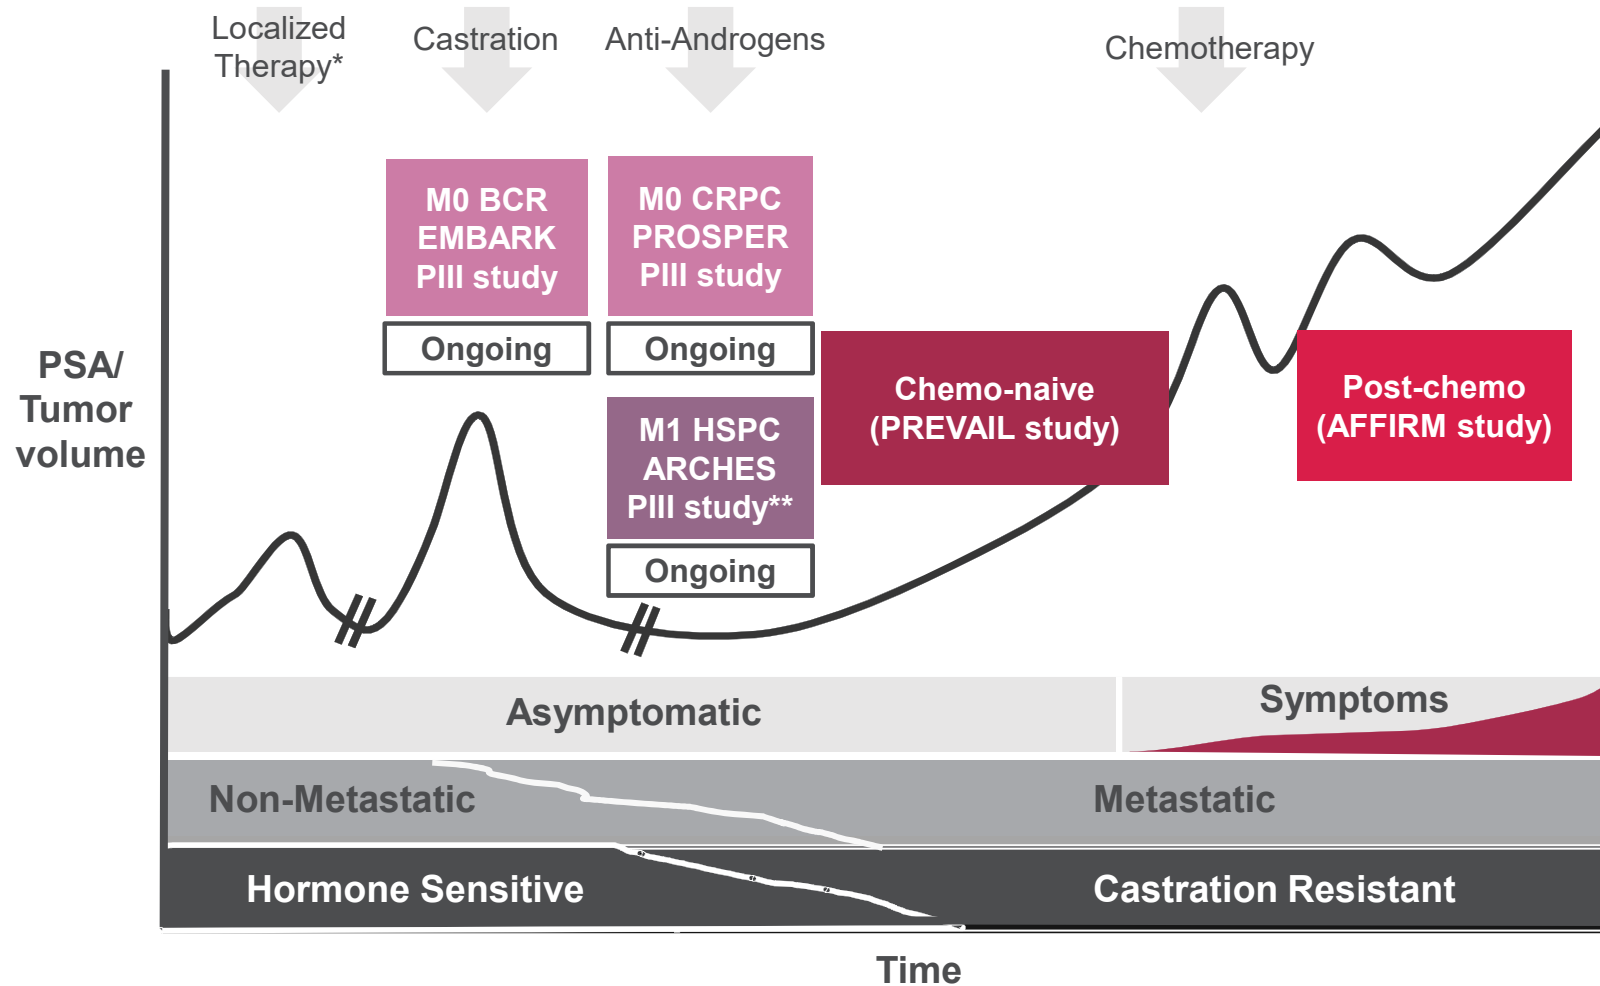 Localized
Therapy*
Castration
Anti-Androgens
Chemotherapy
M0 BCR
EMBARK
PIII study
Ongoing
M0 CRPC
PROSPER
PIII study
Ongoing
M1 HSPC
ARCHES
PIII study**
Ongoing
Chemo-naive
(PREVAIL study)
Post-chemo
(AFFIRM study)
PSA/
Tumor
volume
Asymptomatic
Symptoms
Non-Metastatic
Metastatic
Hormone Sensitive
Castration Resistant
Time